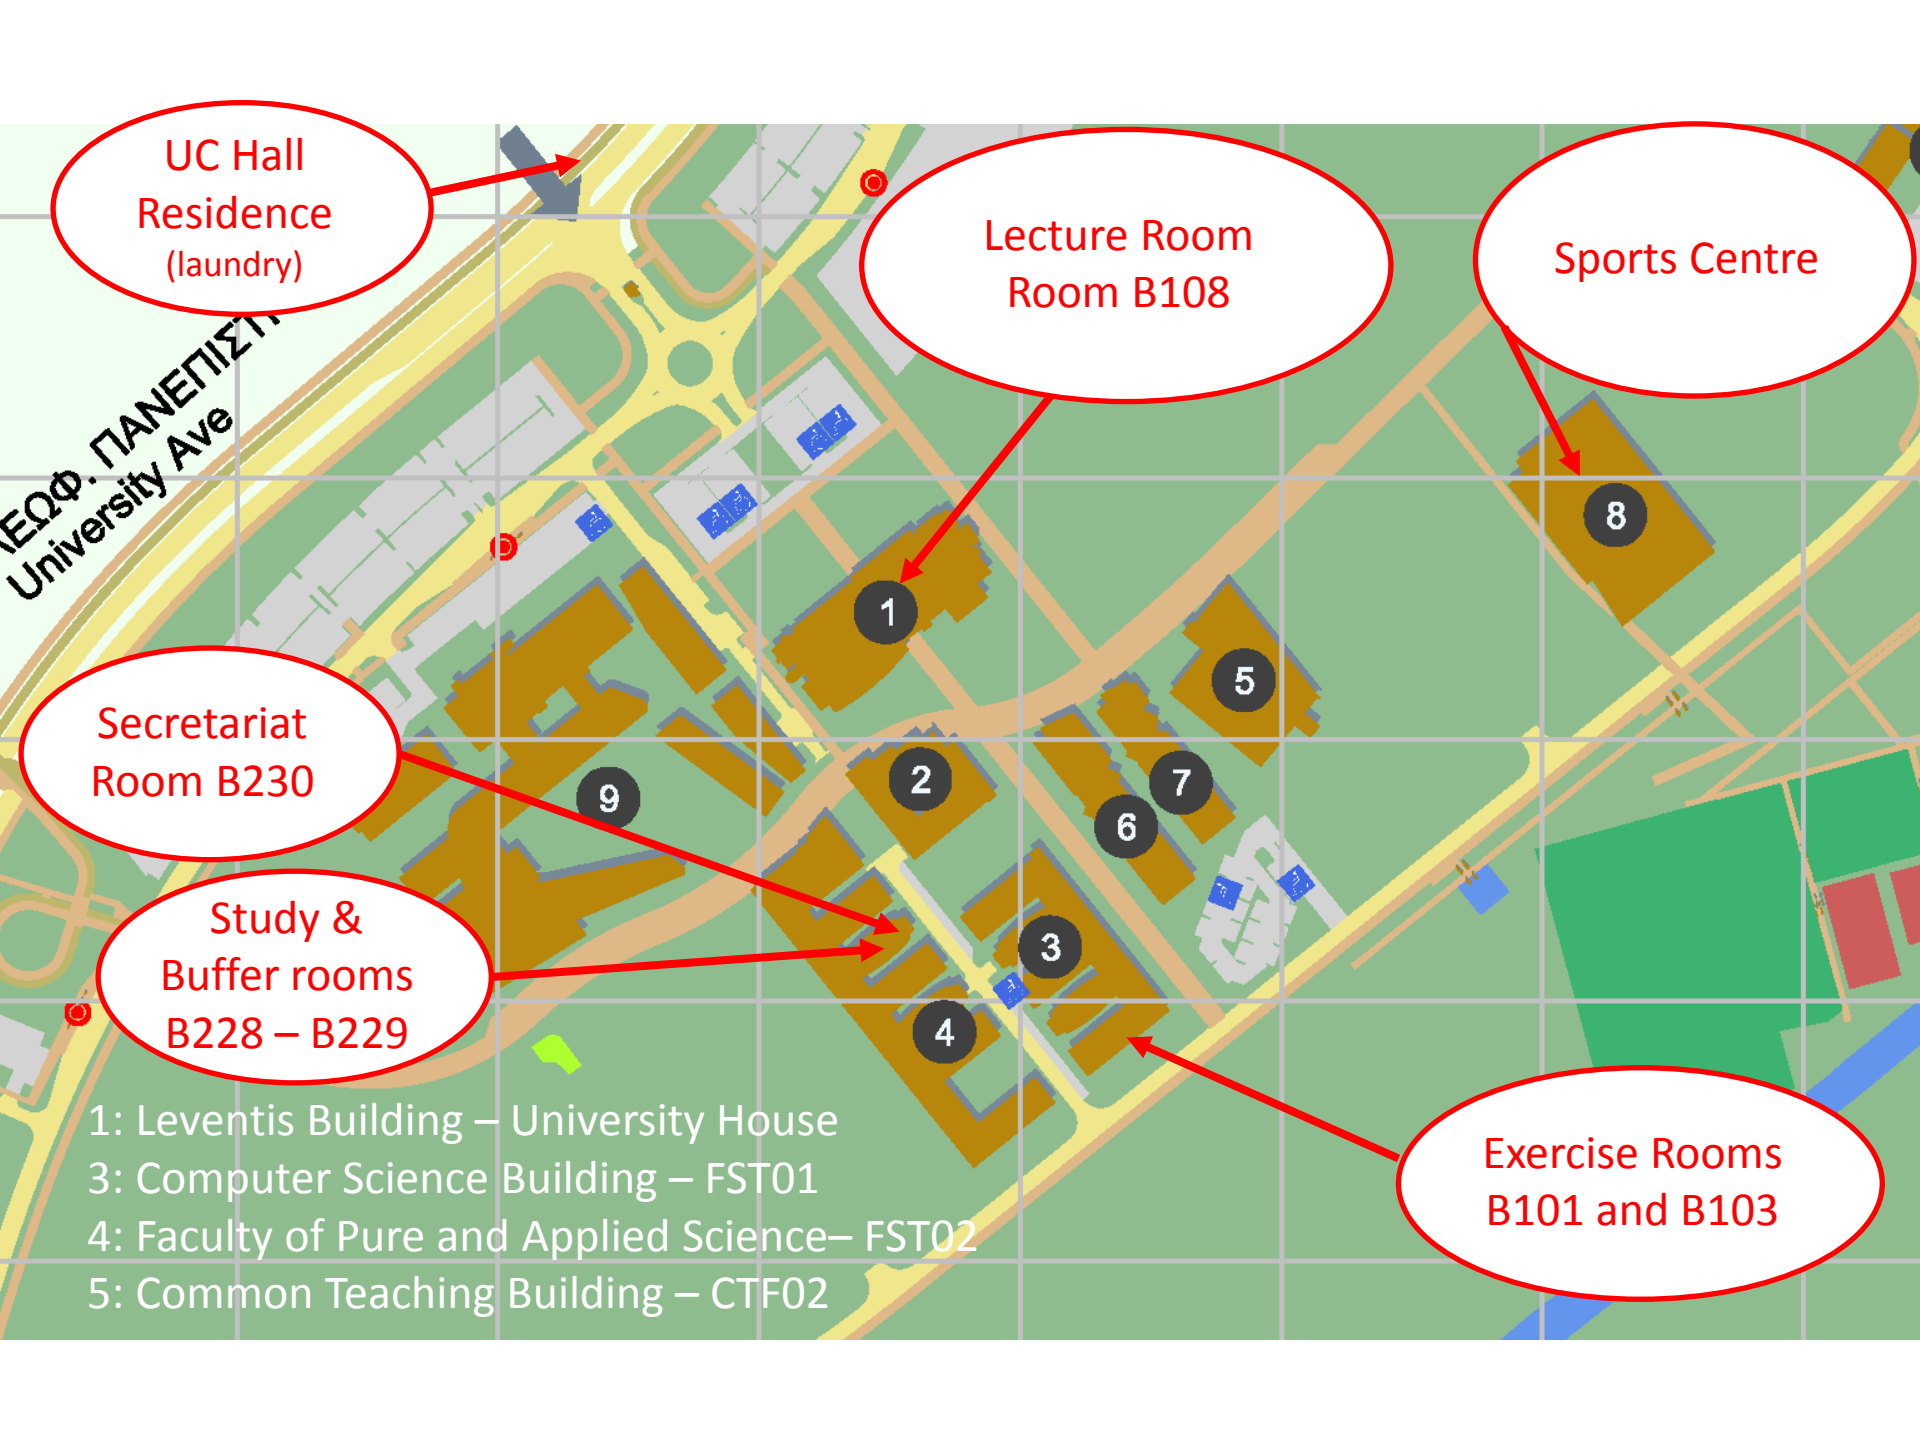 UC Hall
Residence
(laundry)
Lecture Room
Room B108
Sports Centre
ΛΕΩΦ. ΠΑΝΕΠΙΣΤΗ
University Ave
8
1
5
Secretariat
Room B230
2
7
9
6
Study &
Buffer rooms
B228 – B229
3
4
1: Leventis Building – University House
3: Computer Science Building – FST01
4: Faculty of Pure and Applied Science– FST02
5: Common Teaching Building – CTF02
Exercise Rooms
B101 and B103